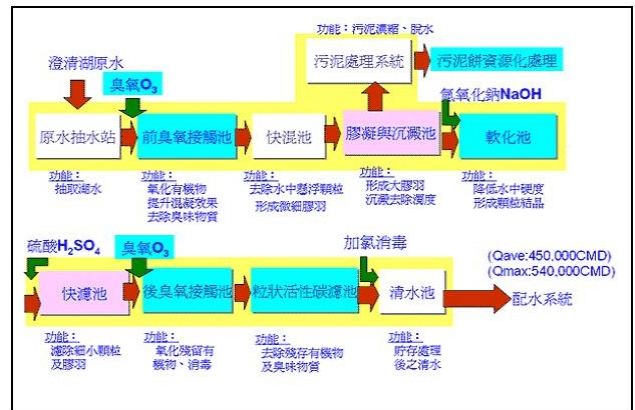 功能：污泥濃縮、脫水
澄清湖原水
污泥處理系統
污泥餅資源化處理
臭氧O3
氫氧化鈉NaOH
原水抽水站
前臭氧接觸池
快混池
膠凝與沉澱池
軟化池
功能：
抽取湖水
功能：
氧化有機物
提升混凝效果
去除臭味物質
功能：
去除水中懸浮顆粒
形成微細膠羽
功能：
形成大膠羽
沉澱去除濁度
功能：
降低水中硬度
形成顆粒結晶
硫酸H2SO4
臭氧O3
加氯消毒
(Qave:450,000CMD)
(Qmax:540,000CMD)
快濾池
後臭氧接觸池
粒狀活性碳濾池
清水池
配水系統
功能：
濾除細小顆粒
及膠羽
功能：
氧化殘留有
機物、消毒
功能：
去除殘存有機物
及臭味物質
功能：
貯存處理
後之清水